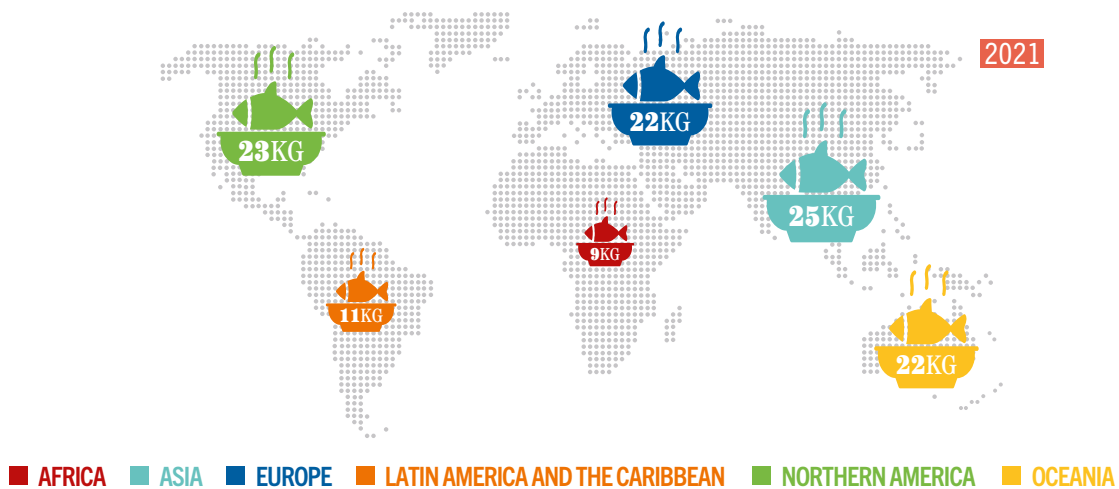 2021
23KG
22KG
25KG
9KG
11KG
22KG
AFRICA ASIA EUROPE LATIN AMERICA AND THE CARIBBEAN NORTHERN AMERICA OCEANIA